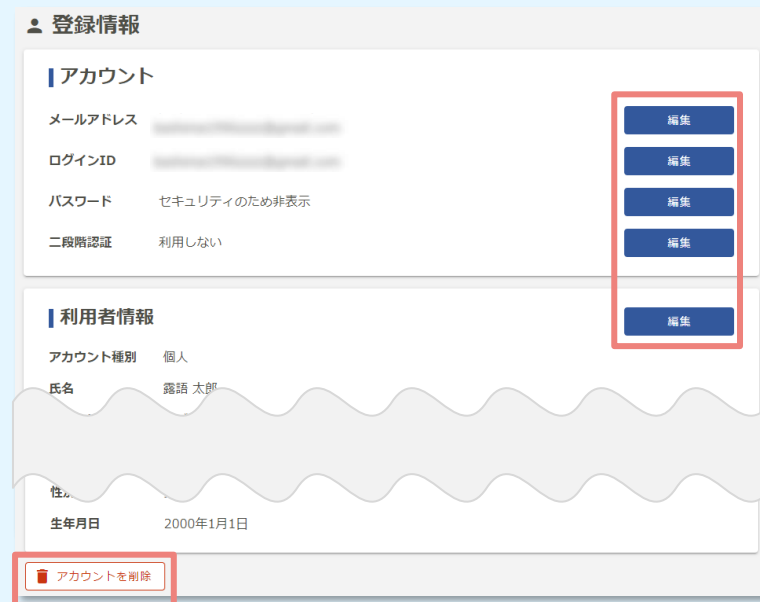 登録情報
アカウント
メールアドレス 編集
ログインID 編集
パスワード セキュリティのため非表示 編集
二段階認証 利用しない 編集
利用者情報 編集
アカウント種別 個人
氏名 露語 太郎
生年月日 2000年1月1日
アカウントを削除